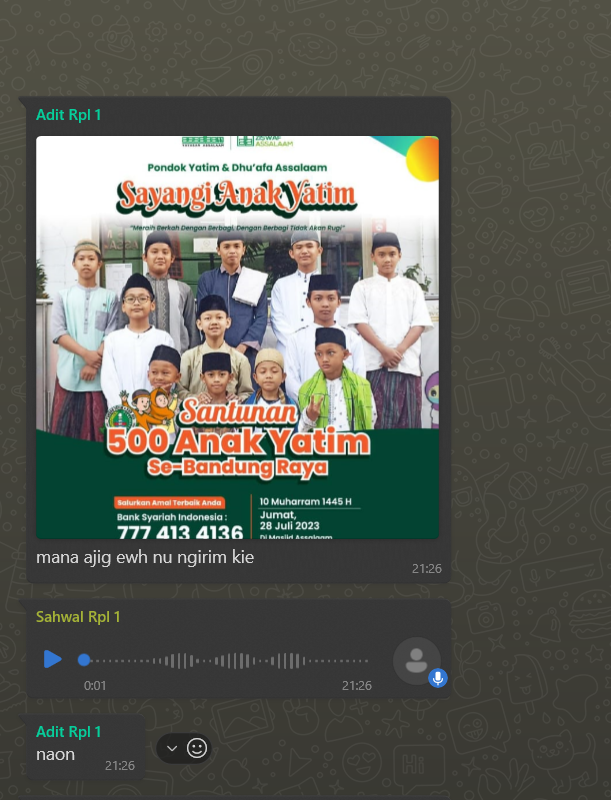 Adit Rpl 1
ZISWAF
ASSALAAM
Pondok Yatim & Dhu'afa Assalaam
Sayangi Anak Yatim
"Meraih Berkah Dengan Berbagi, Dengan Berbagi Tidak Akan Rugi"
Santunan
500 Anak Yatim
Se-Bandung Raya
Salurkan Amal Terbaik Anda
Bank Syariah Indonesia :
777 413 4136
10 Muharram 1445 H
Jumat,
28 Juli 2023
Di Masjid Assalaam
mana ajig ewh nu ngirim kie
21:26
Sahwal Rpl 1
0:01
21:26
Adit Rpl 1
naon
21:26